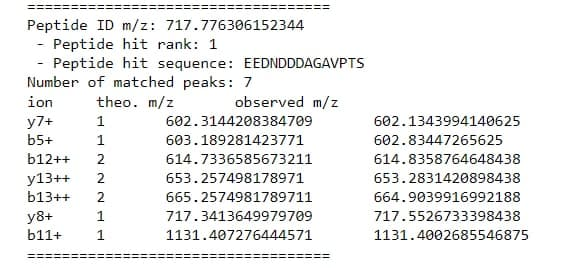 ===================================
Peptide ID m/z: 717.776306152344
- Peptide hit rank: 1
- Peptide hit sequence: EEDNDDDAGAVPTS
Number of matched peaks: 7
ion theo. m/z observed m/z
y7+ 1 602.3144208384709 602.1343994140625
b5+ 1 603.189281423771 602.83447265625
b12++ 2 614.7336585673211 614.8358764648438
y13++ 2 653.257498178971 653.2831420898438
b13++ 2 665.2574981789711 664.9039916992188
y8+ 1 717.3413649979709 717.5526733398438
b11+ 1 1131.407276444571 1131.4002685546875
===================================